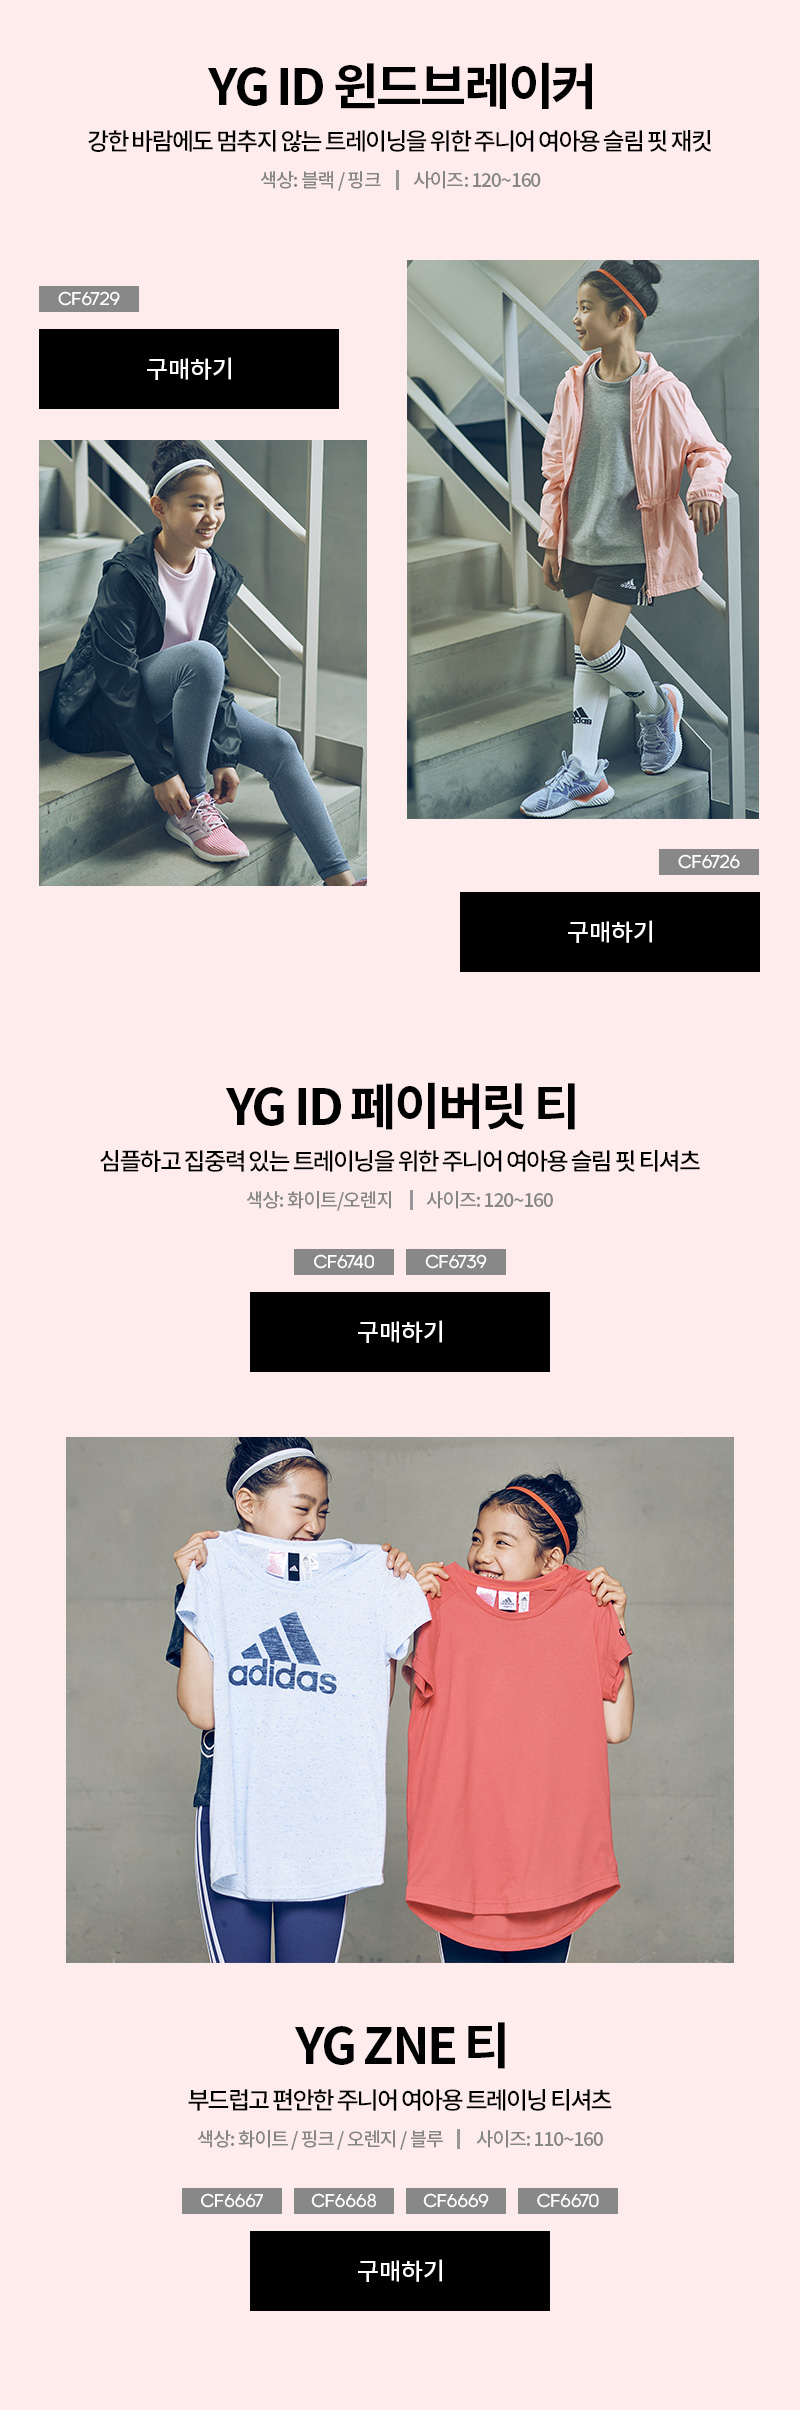 YG ID 윈드브레이커
강한 바람에도 멈추지 않는 트레이닝을 위한 주니어 여아용 슬림 핏 재킷
색상: 블랙 / 핑크 | 사이즈: 120~160
CF6729
구매하기
adidas
adidas
CF6726
구매하기
YG ID 페이버릿 티
심플하고 집중력 있는 트레이닝을 위한 주니어 여아용 슬림 핏 티셔츠
색상: 화이트/오렌지 | 사이즈: 120~160
CF6740 CF6739
구매하기
adidas
YG ZNE 티
부드럽고 편안한 주니어 여아용 트레이닝 티셔츠
색상: 화이트 / 핑크 / 오렌지 / 블루 | 사이즈: 110~160
CF6667 CF6668 CF6669 CF6670
구매하기